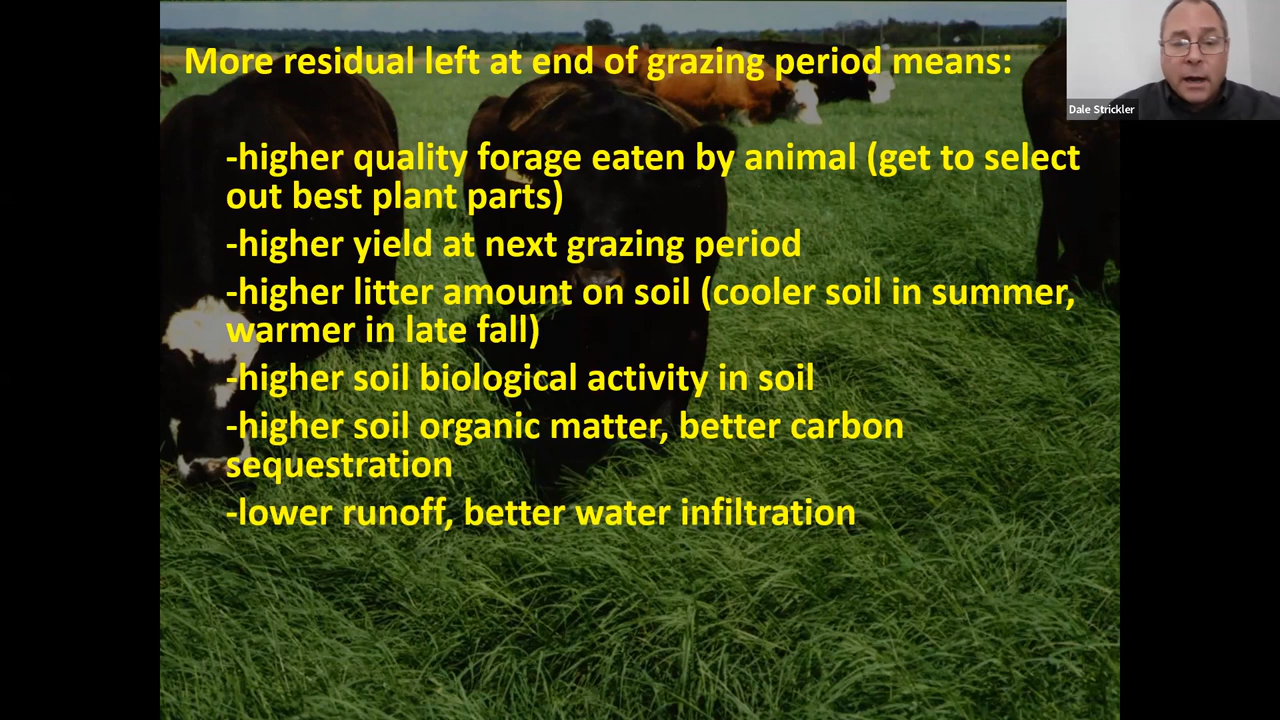 More residual left at end of grazing period means:
Dale Strickler
-higher quality forage eaten by animal (get to select
out best plant parts)
-higher yield at next grazing period
-higher litter amount on soil (cooler soil in summer,
warmer in late fall)
-higher soil biological activity in soil
-higher soil organic matter, better carbon
sequestration
-lower runoff, better water infiltration